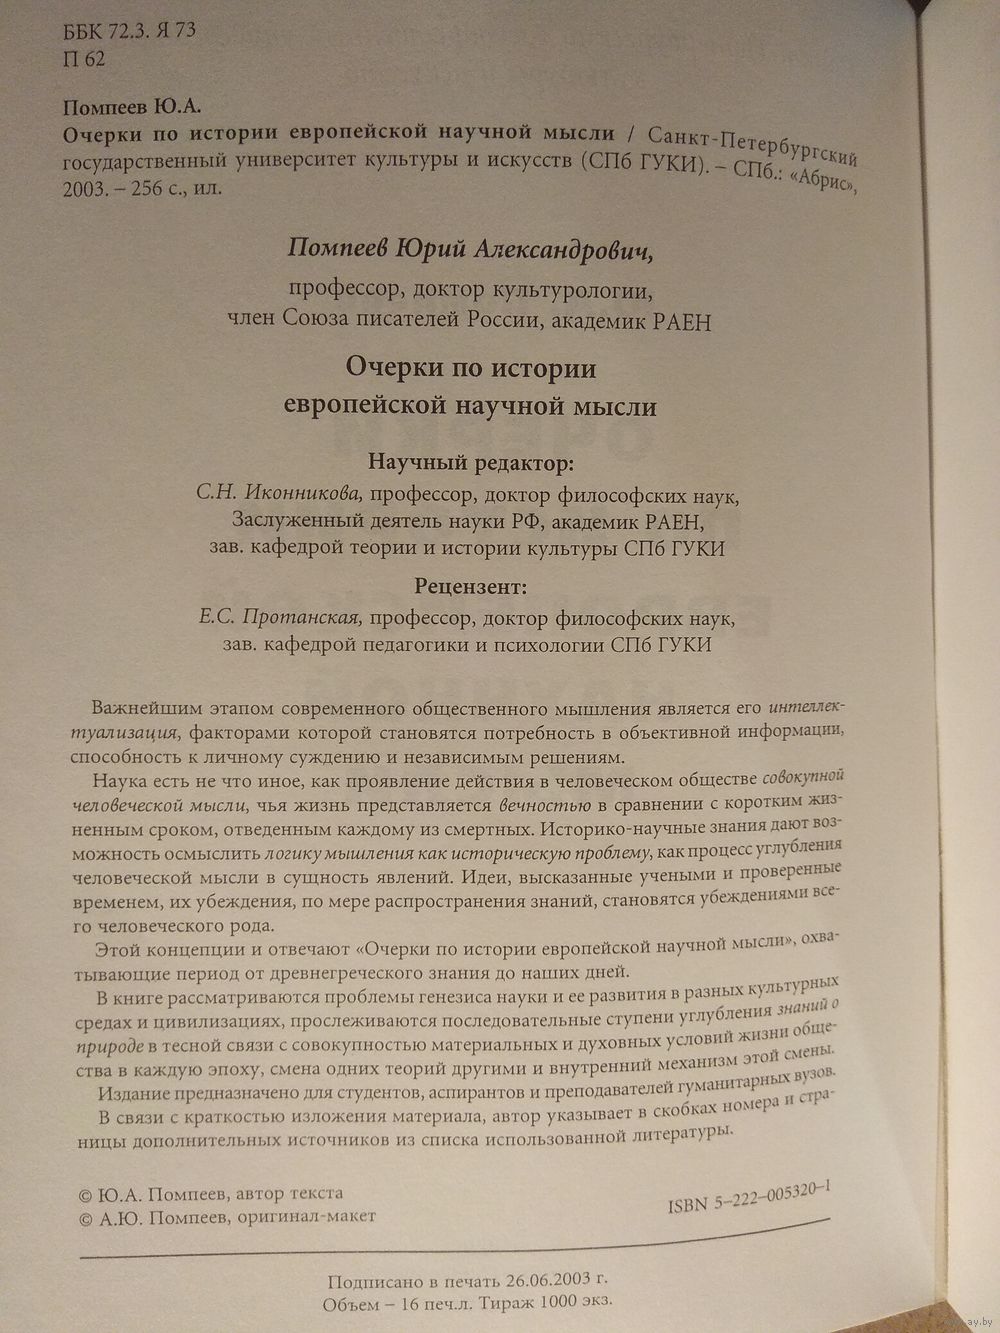 ББК 72.3. Я 73
П 62
Помпеев Ю.А.
Очерки по истории европейской научной мысли / Санкт-Петербургский
государственный университет культуры и искусств (СПб ГУКИ). – СПб.: «Абрис»,
2003. – 256 с., ил.
Помпеев Юрий Александрович,
профессор, доктор культурологии,
член Союза писателей России, академик РАЕН
Очерки по истории
европейской научной мысли
Научный редактор:
С.Н. Иконникова, профессор, доктор философских наук,
Заслуженный деятель науки РФ, академик РАЕН,
зав. кафедрой теории и истории культуры СПб ГУКИ
Рецензент:
Е.С. Протанская, профессор, доктор философских наук,
зав. кафедрой педагогики и психологии СПб ГУКИ
Важнейшим этапом современного общественного мышления является его интеллек-
туализация, факторами которой становятся потребность в объективной информации,
способность к личному суждению и независимым решениям.
Наука есть не что иное, как проявление действия в человеческом обществе совокупной
человеческой мысли, чья жизнь представляется вечностью в сравнении с коротким жиз-
ненным сроком, отведенным каждому из смертных. Историко-научные знания дают воз-
можность осмыслить логику мышления как историческую проблему, как процесс углубления
человеческой мысли в сущность явлений. Идеи, высказанные учеными и проверенные
временем, их убеждения, по мере распространения знаний, становятся убеждениями все-
го человеческого рода.
Этой концепции и отвечают «Очерки по истории европейской научной мысли», охва-
тывающие период от древнегреческого знания до наших дней.
В книге рассматриваются проблемы генезиса науки и ее развития в разных культурных
средах и цивилизациях, прослеживаются последовательные ступени углубления знаний о
природе в тесной связи с совокупностью материальных и духовных условий жизни обще-
ства в каждую эпоху, смена одних теорий другими и внутренний механизм этой смены.
Издание предназначено для студентов, аспирантов и преподавателей гуманитарных вузов.
В связи с краткостью изложения материала, автор указывает в скобках номера и стра-
ницы дополнительных источников из списка использованной литературы.
© Ю.А. Помпеев, автор текста
© А.Ю. Помпеев, оригинал-макет
ISBN 5–222–005320–1
Подписано в печать 26.06.2003 г.
Объем – 16 печ.л. Тираж 1000 экз.